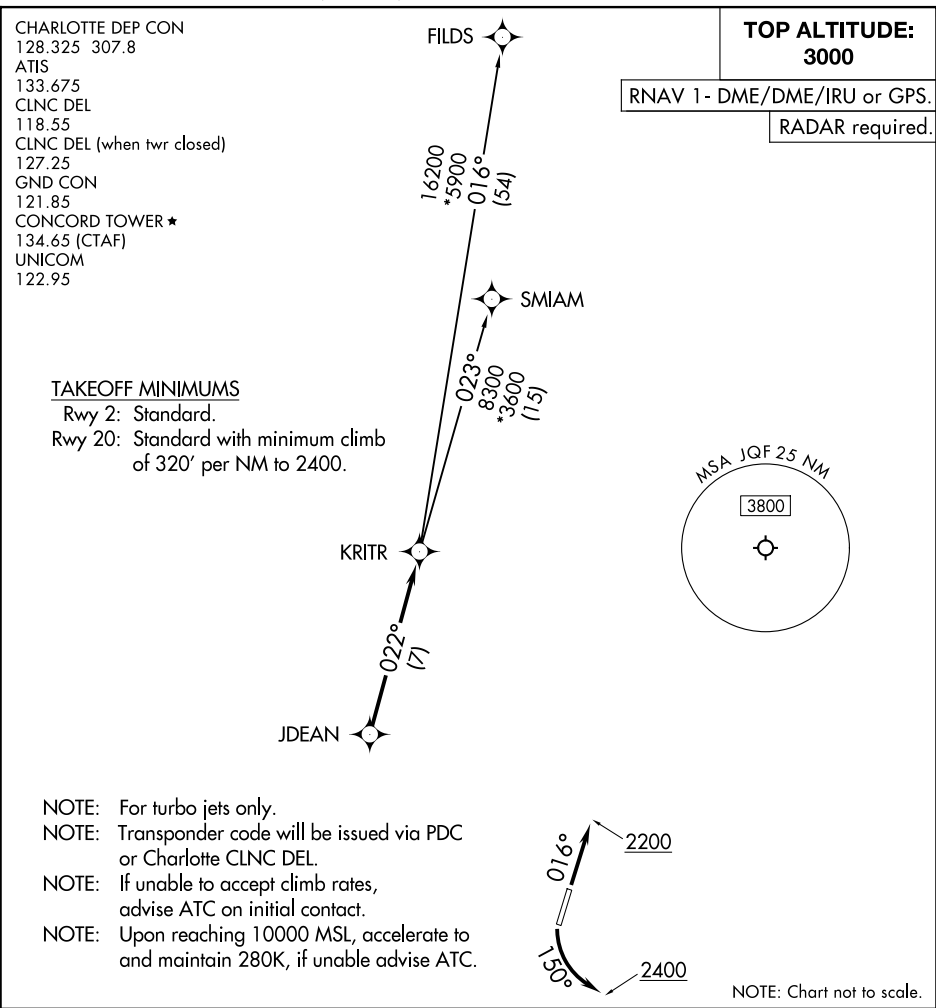 CHARLOTTE DEP CON
128.325 307.8
ATIS
133.675
CLNC DEL
118.55
CLNC DEL (when twr closed)
127.25
GND CON
121.85
CONCORD TOWER ★
134.65 (CTAF)
UNICOM
122.95
TOP ALTITUDE:
3000
RNAV 1- DME/DME/IRU or GPS.
RADAR required.
FILDS
16200
*5900
016°
(54)
SMIAM
023°
8300
*3600
(15)
TAKEOFF MINIMUMS
Rwy 2: Standard.
Rwy 20: Standard with minimum climb
of 320' per NM to 2400.
MSA JQF 25 NM
3800
KRITR
022°
(7)
JDEAN
NOTE: For turbo jets only.
NOTE: Transponder code will be issued via PDC
or Charlotte CLNC DEL.
NOTE: If unable to accept climb rates,
advise ATC on initial contact.
NOTE: Upon reaching 10000 MSL, accelerate to
and maintain 280K, if unable advise ATC.
016°
2200
150°
2400
NOTE: Chart not to scale.